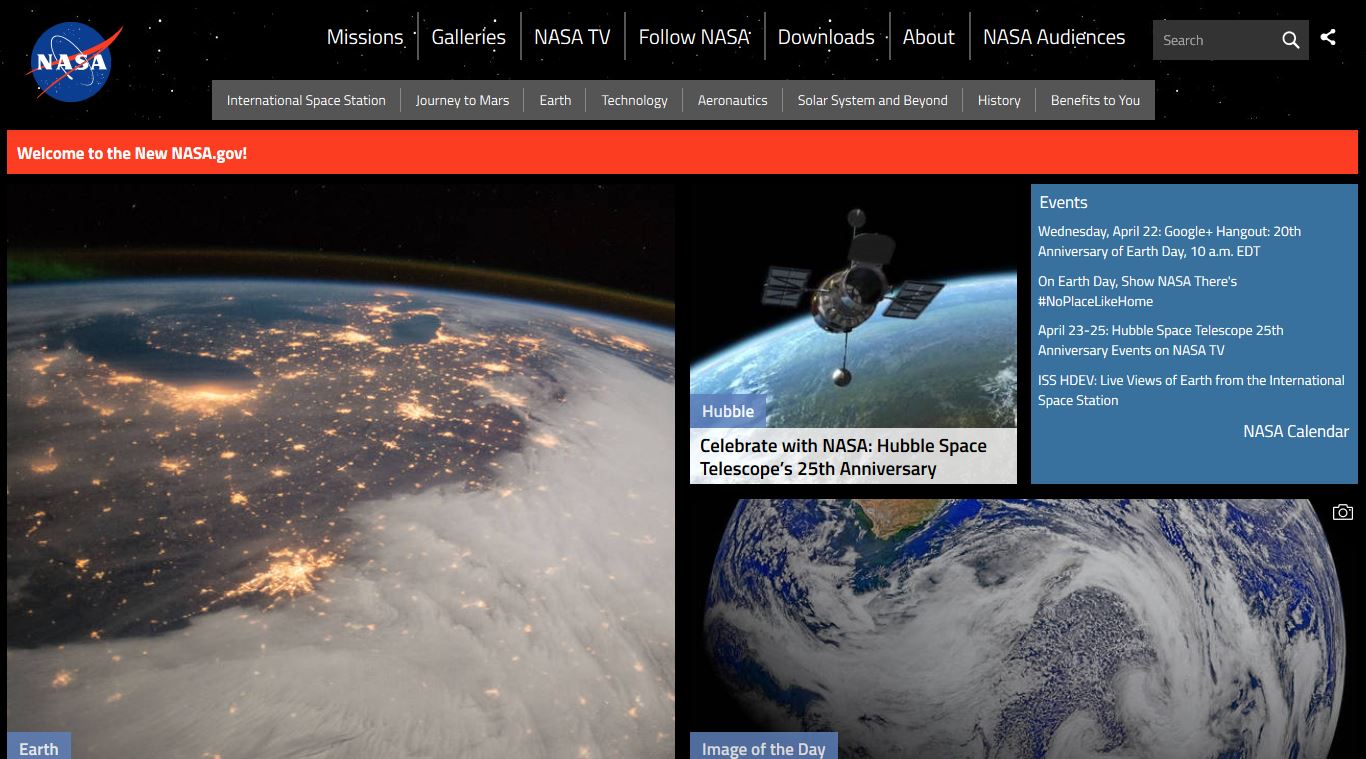 NASA
Missions
Galleries
NASA TV
Follow NASA
Downloads
About
NASA Audiences
Search
International Space Station
Journey to Mars
Earth
Technology
Aeronautics
Solar System and Beyond
History
Benefits to You
Welcome to the New NASA.gov!
Earth
Hubble
Celebrate with NASA: Hubble Space
Telescope’s 25th Anniversary
Events
Wednesday, April 22: Google+ Hangout: 20th
Anniversary of Earth Day, 10 a.m. EDT
On Earth Day, Show NASA There's
#NoPlaceLikeHome
April 23-25: Hubble Space Telescope 25th
Anniversary Events on NASA TV
ISS HDEV: Live Views of Earth from the International
Space Station
NASA Calendar
Image of the Day